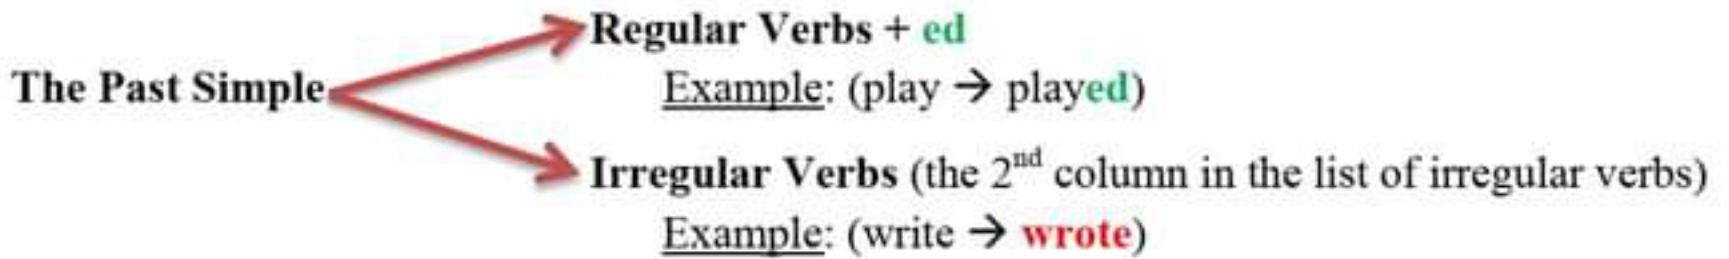 Regular Verbs + ed
The Past Simple
Example: (play → played)
Irregular Verbs (the 2nd column in the list of irregular verbs)
Example: (write → wrote)